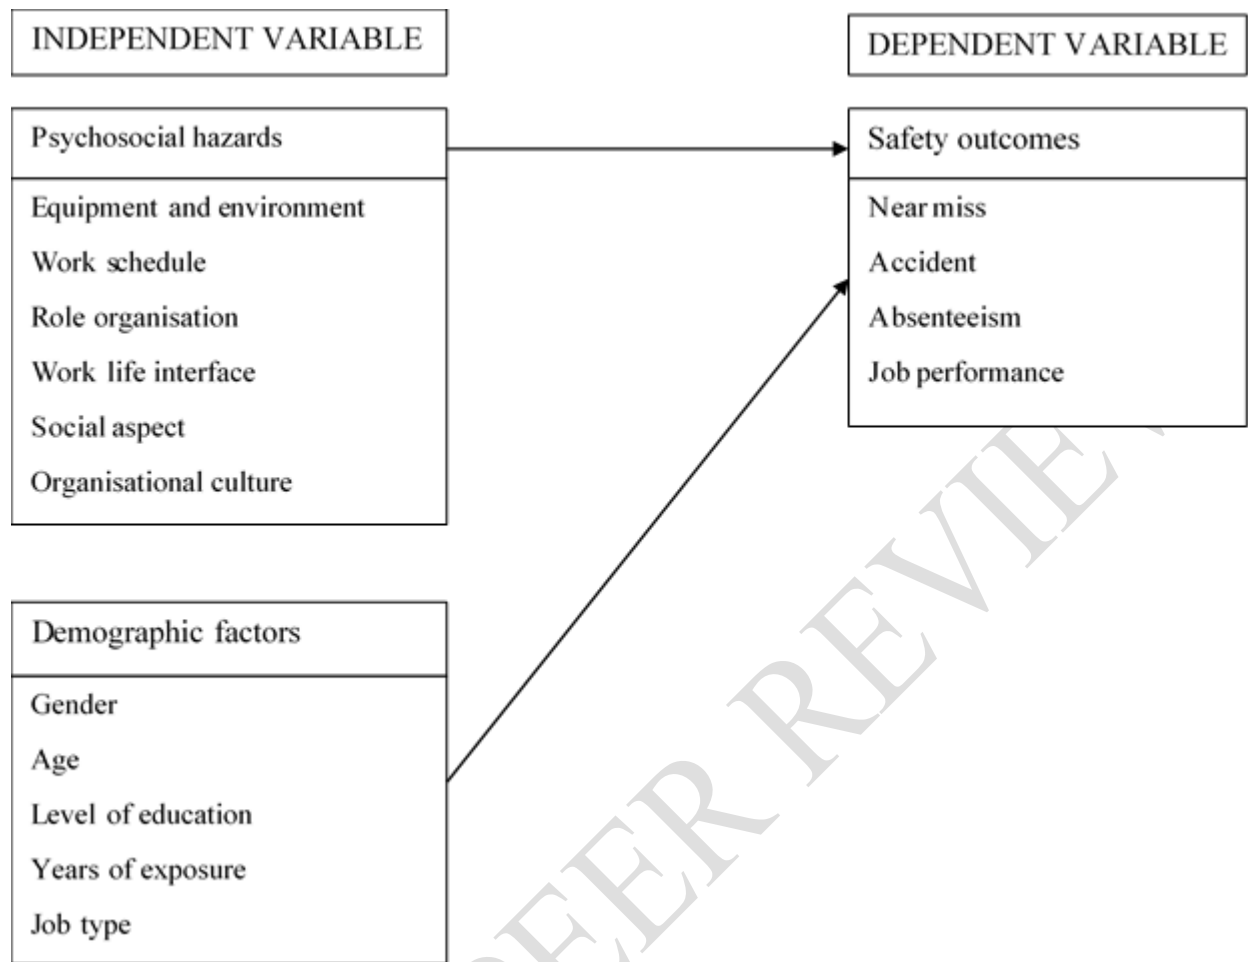 INDEPENDENT VARIABLE
DEPENDENT VARIABLE
Psychosocial hazards
Equipment and environment
Work schedule
Role organisation
Work life interface
Social aspect
Organisational culture
Safety outcomes
Near miss
Accident
Absenteeism
Job performance
Demographic factors
Gender
Age
Level of education
Years of exposure
Job type
EER REVIEW